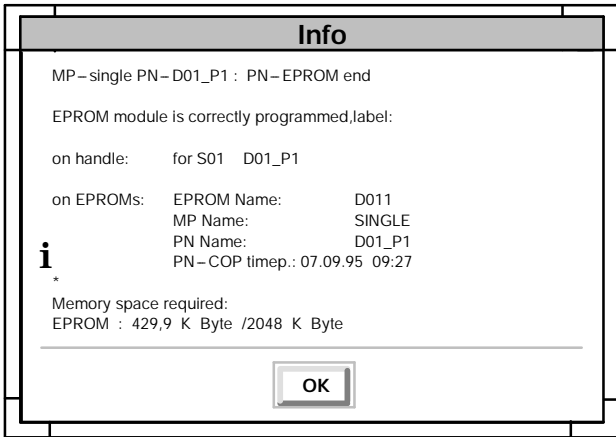 Info
MP–single PN–D01_P1 : PN–EPROM end
EPROM module is correctly programmed,label:
on handle: for S01 D01_P1
on EPROMs: EPROM Name: D011
MP Name: SINGLE
PN Name: D01_P1
i
PN–COP timep.: 07.09.95 09:27
*
Memory space required:
EPROM : 429,9 K Byte /2048 K Byte
OK